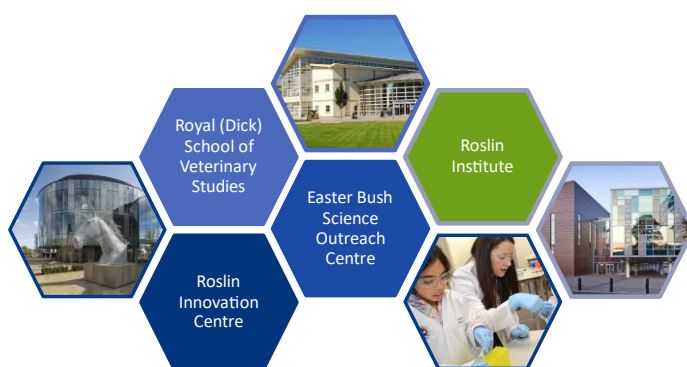 Royal (Dick)
School of
Veterinary
Studies
Roslin
Institute
Easter Bush
Science
Outreach
Centre
Roslin
Innovation
Centre